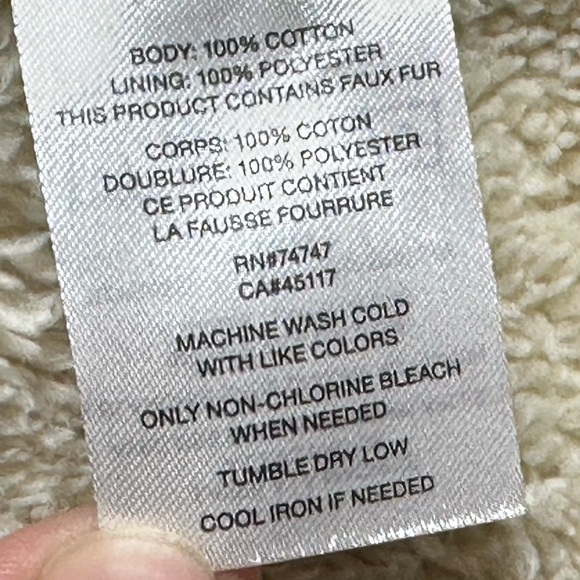 BODY: 100% COTTON
LINING: 100% POLYESTER
THIS PRODUCT CONTAINS FAUX FUR
CORPS: 100% COTON
DOUBLURE: 100% POLYESTER
CE PRODUIT CONTIENT
LA FAUSSE FOURRURE
RN#74747
CA#45117
MACHINE WASH COLD
WITH LIKE COLORS
ONLY NON-CHLORINE BLEACH
WHEN NEEDED
TUMBLE DRY LOW
COOL IRON IF NEEDED